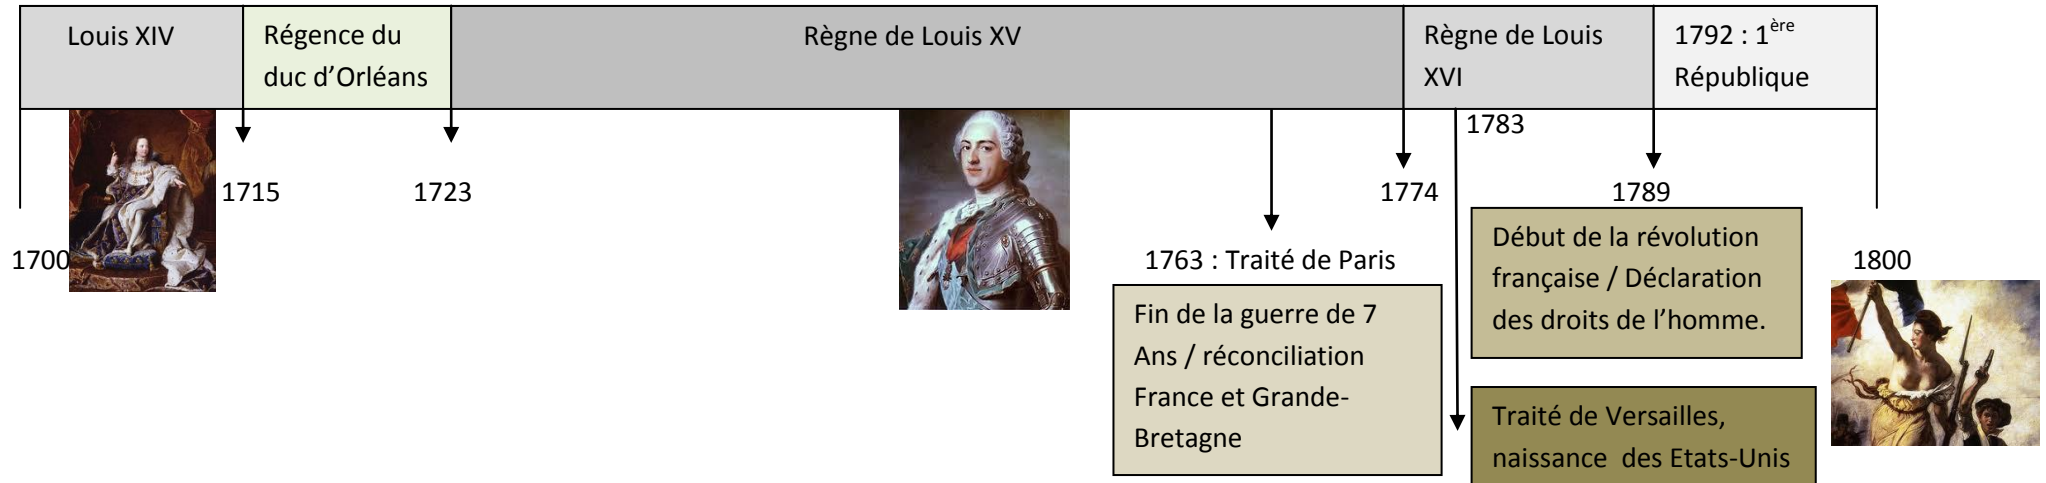 Louis XIV
Régence du
duc d’Orléans
Règne de Louis XV
Règne de Louis
XVI
1792 : 1ère
République
1783
1715
1723
1774
1789
1700
1763 : Traité de Paris
1800
Fin de la guerre de 7
Ans / réconciliation
France et Grande-
Bretagne
Début de la révolution
française / Déclaration
des droits de l’homme.
Traité de Versailles,
naissance des Etats-Unis